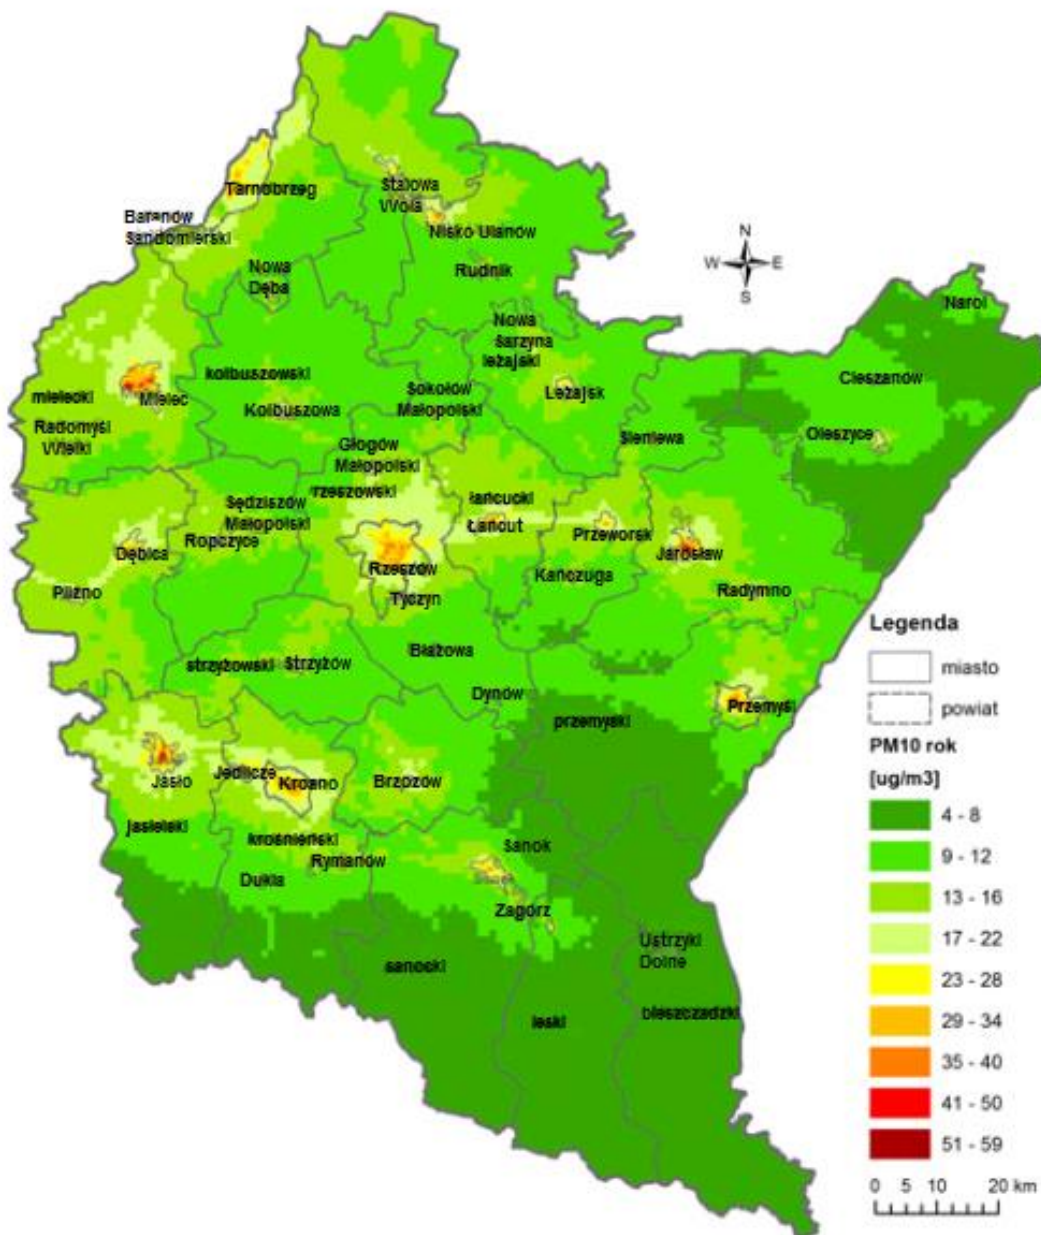 Tarnobrzeg
Stalowa
Wola
Baranów
Sandomierski
Nisko Ulanów
N
W E
S
Nowa
Dęba
Rudnik
Narol
Nowa
Sarzyna
leżajski
kolbuszowski
Cieszanów
mielecki
Mielec
Sokołów
Małopolski
Leżajsk
Kolbuszowa
Radomyśl
Wielki
Głogów
Małopolski
Sieniawa
Oleszyce
rzeszowski
łańcucki
Sędziszów
Małopolski
Łańcut
Przeworsk
Ropczyce
Dębica
Jarosław
Rzeszów
Kańczuga
Pilzno
Tyczyn
Radymno
Legenda
miasto
powiat
PM10 rok
[ug/m3]
4 - 8
9 - 12
13 - 16
17 - 22
23 - 28
29 - 34
35 - 40
41 - 50
51 - 59
0 5 10 20 km
Błażowa
strzyżowski
Strzyżów
Dynów
Przemyśl
przemyski
Jasło
Jedlicze
Krosno
Brzozów
jasielski
krośnieński
Rymanów
Sanok
Dukla
Zagórz
Ustrzyki
Dolne
sanocki
leski
bieszczadzki